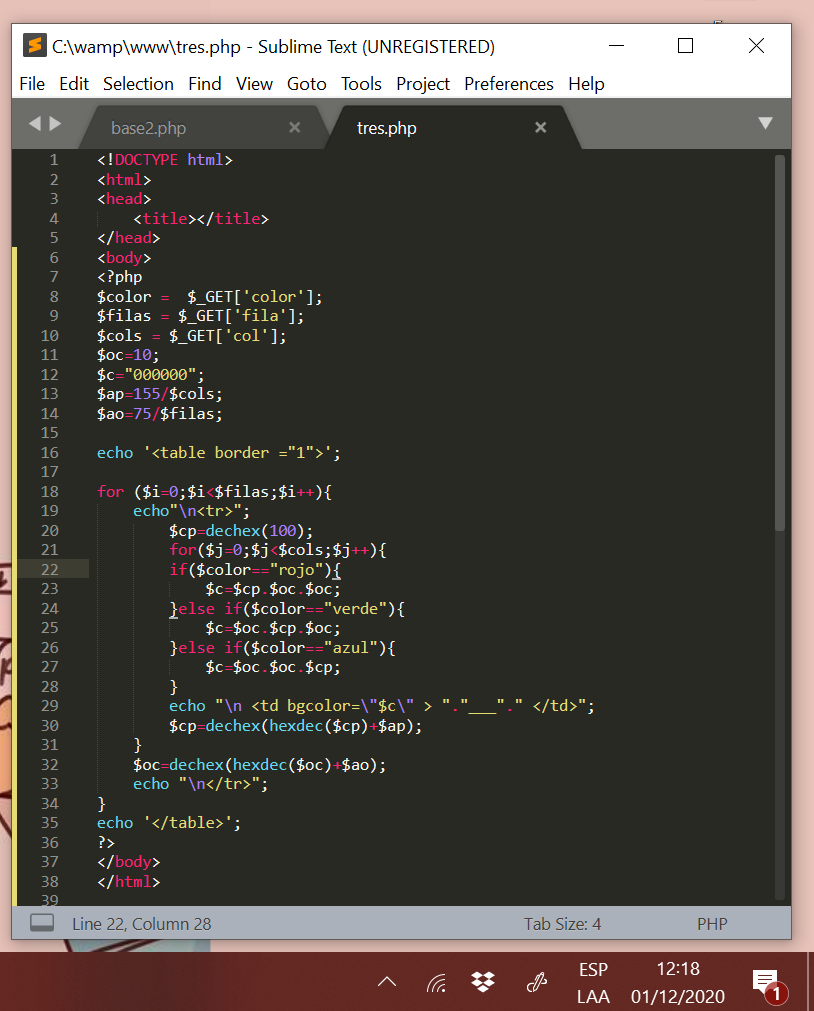 C:\wamp\www\tres.php - Sublime Text (UNREGISTERED)
File Edit Selection Find View Goto Tools Project Preferences Help
base2.php tres.php
1 <!DOCTYPE html>
2 <html>
3 <head>
4     <title></title>
5 </head>
6 <body>
7 <?php
8 $color =  $_GET['color'];
9 $filas = $_GET['fila'];
10 $cols = $_GET['col'];
11 $oc=10;
12 $c="000000";
13 $ap=155/$cols;
14 $ao=75/$filas;
15
16 echo '<table border ="1">';
17
18 for ($i=0;$i<$filas;$i++){
19     echo"\n<tr>";
20         $cp=dechex(100);
21         for($j=0;$j<$cols;$j++){
22         if($color=="rojo"){
23             $c=$cp.$oc.$oc;
24         }else if($color=="verde"){
25             $c=$oc.$cp.$oc;
26         }else if($color=="azul"){
27             $c=$oc.$oc.$cp;
28         }
29         echo "\n <td bgcolor=\"$c\" > "."___"." </td>";
30         $cp=dechex(hexdec($cp)+$ap);
31     }
32     $oc=dechex(hexdec($oc)+$ao);
33     echo "\n</tr>";
34 }
35 echo '</table>';
36 ?>
37 </body>
38 </html>
39
Line 22, Column 28 Tab Size: 4 PHP
ESP 12:18
LAA 01/12/2020 1